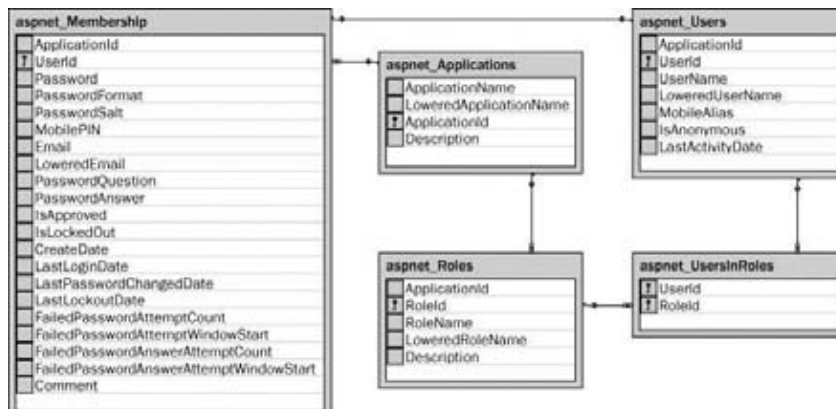 aspnet_Membership
ApplicationId
UserId
Password
PasswordFormat
PasswordSalt
MobilePIN
Email
LoweredEmail
PasswordQuestion
PasswordAnswer
IsApproved
IsLockedOut
CreateDate
LastLoginDate
LastPasswordChangedDate
LastLockoutDate
FailedPasswordAttemptCount
FailedPasswordAttemptWindowStart
FailedPasswordAnswerAttemptCount
FailedPasswordAnswerAttemptWindowStart
Comment
aspnet_Applications
ApplicationName
LoweredApplicationName
ApplicationId
Description
aspnet_Users
ApplicationId
UserId
UserName
LoweredUserName
MobileAlias
IsAnonymous
LastActivityDate
aspnet_Roles
ApplicationId
RoleId
RoleName
LoweredRoleName
Description
aspnet_UsersInRoles
UserId
RoleId